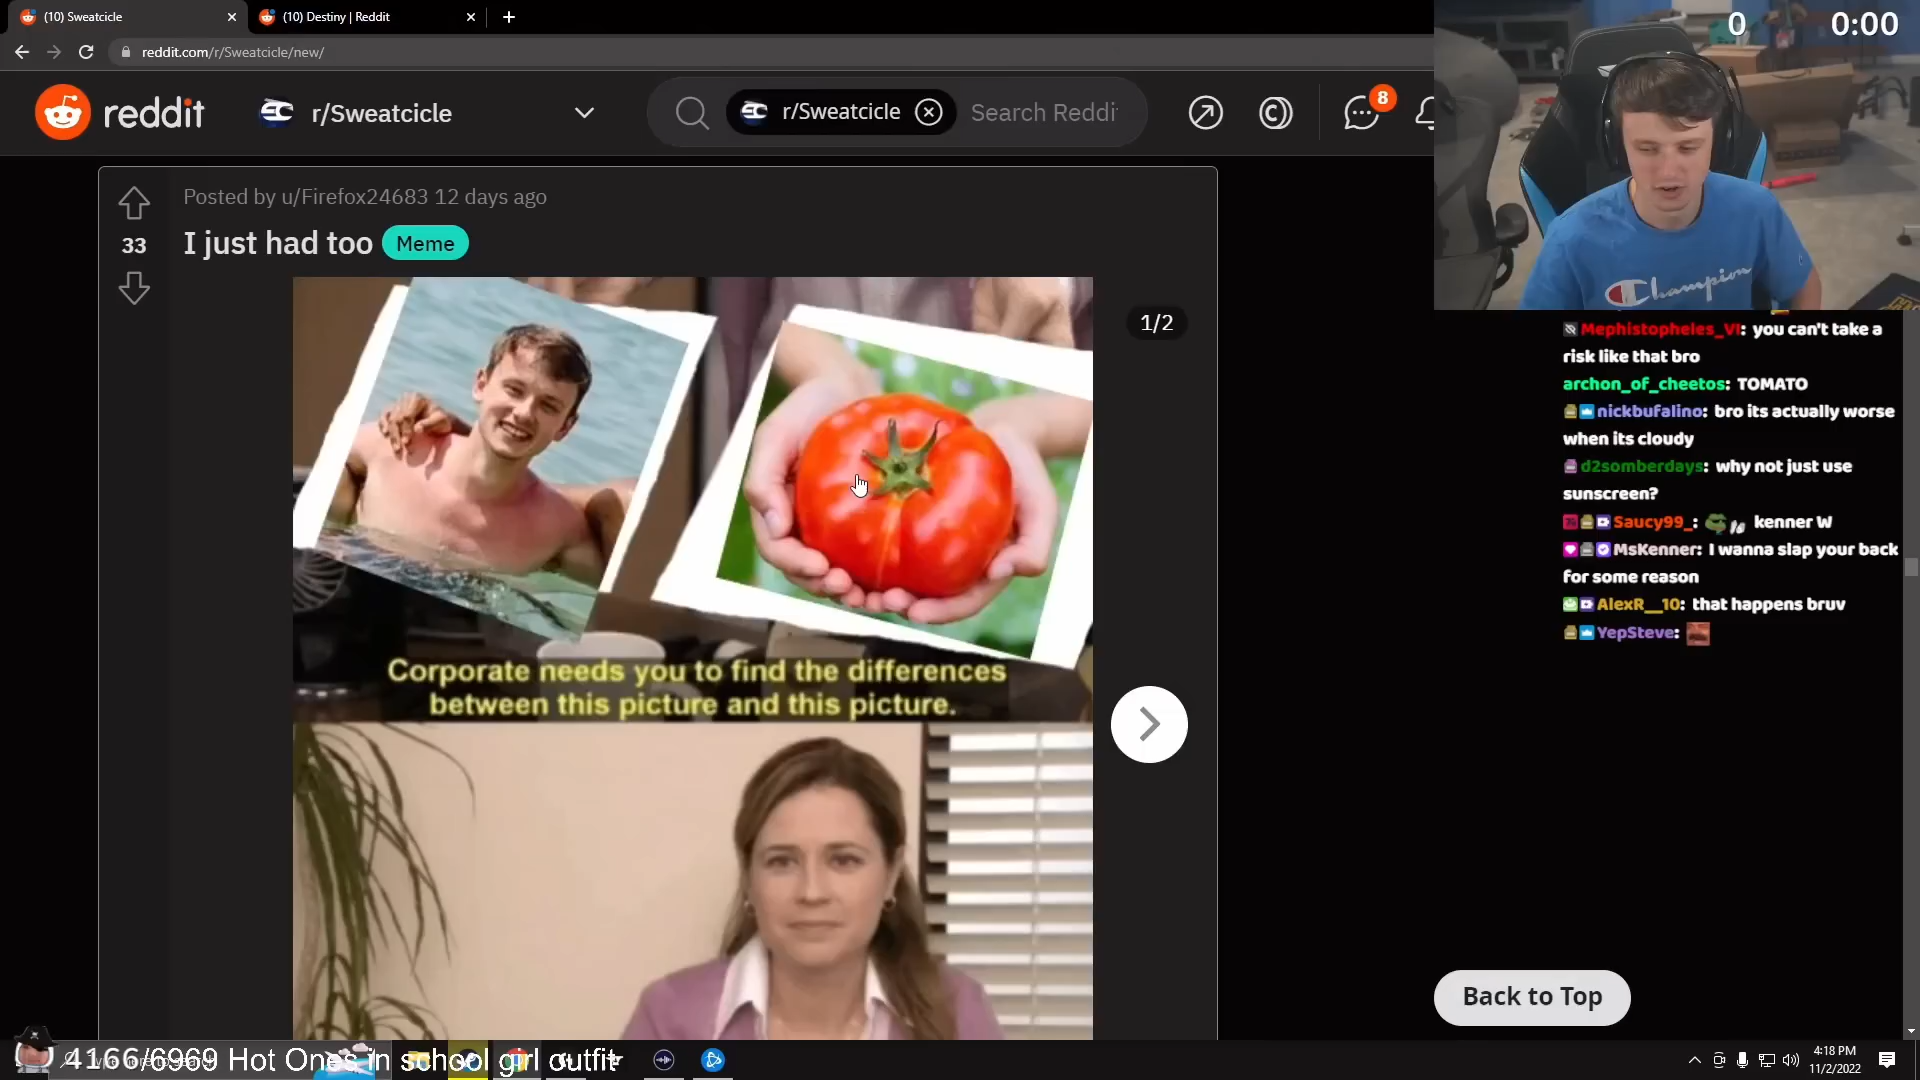 (10) Sweatcicle
(10) Destiny | Reddit
reddit.com/r/Sweatcicle/new/
0 0:00
reddit
r/Sweatcicle
r/Sweatcicle
Search Reddi
8
Posted by u/Firefox24683 12 days ago
33
I just had too Meme
1/2
Corporate needs you to find the differences
between this picture and this picture.
Champion
Mephistopheles_VI: you can't take a
risk like that bro
archon_of_cheetos: TOMATO
nickbufalino: bro its actually worse
when its cloudy
d2somberdays: why not just use
sunscreen?
Saucy99_: kenner W
MsKenner: I wanna slap your back
for some reason
AlexR__10: that happens bruv
YepSteve:
Back to Top
4166/6969 Hot Ones in school girl outfit
4:18 PM
11/2/2022